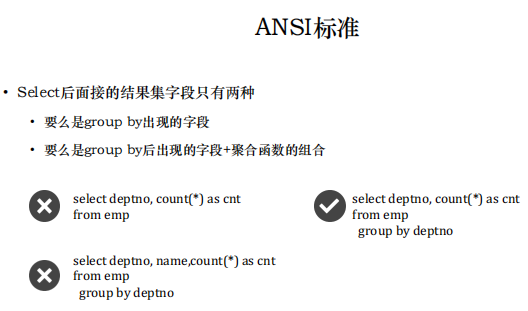 ANSI标准
• Select后面接的结果集字段只有两种
• 要么是group by出现的字段
• 要么是group by后出现的字段+聚合函数的组合
select deptno, count(*) as cnt
from emp
select deptno, count(*) as cnt
from emp
group by deptno
select deptno, name,count(*) as cnt
from emp
group by deptno